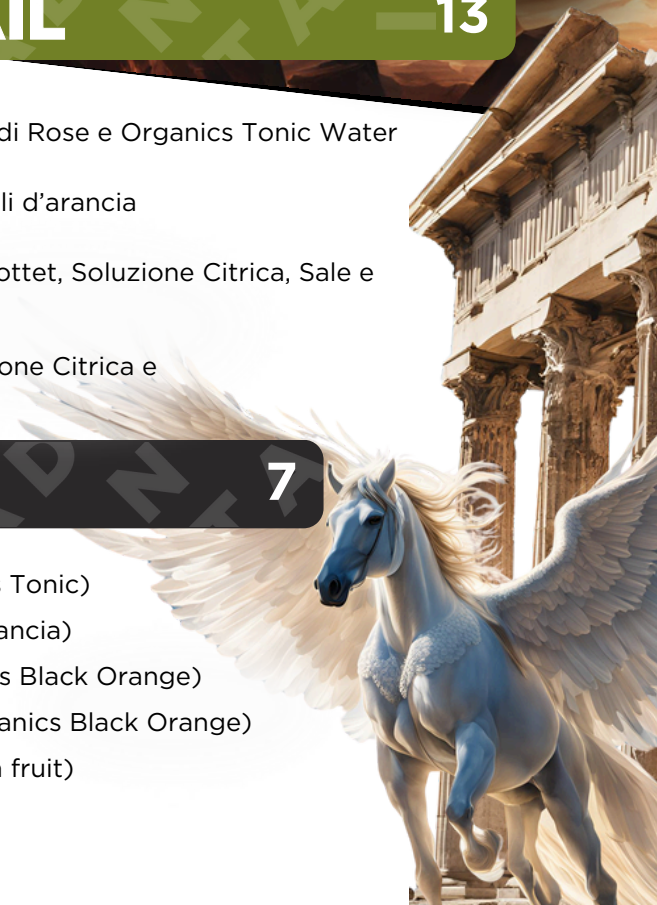 AIL 13
di Rose e Organics Tonic Water
li d’arancia
ottet, Soluzione Citrica, Sale e
one Citrica e
7
s Tonic)
ancia)
s Black Orange)
anics Black Orange)
fruit)